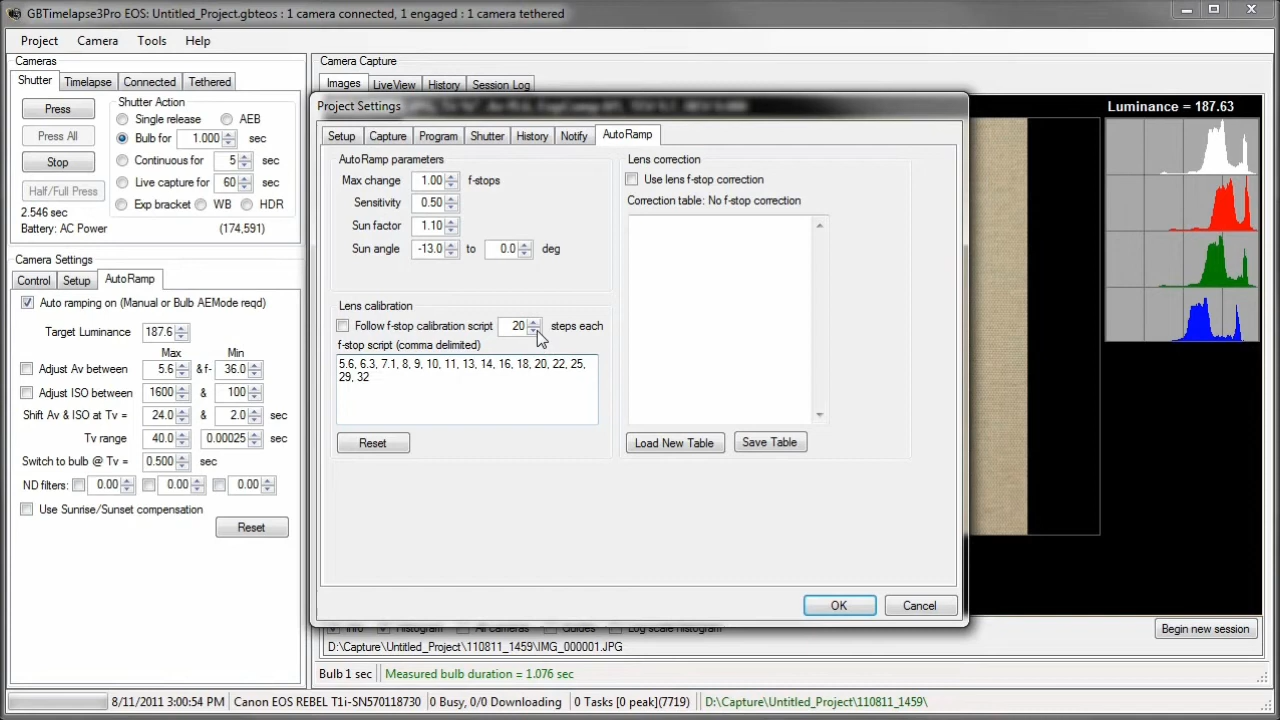 GBTimelapse3Pro EOS: Untitled_Project.gbteos : 1 camera connected, 1 engaged : 1 camera tethered
Project Camera Tools Help
Cameras
Shutter Timelapse Connected Tethered
Press
Press All
Stop
Half/Full Press
2.546 sec
Battery: AC Power (174,591)
Shutter Action
Single release AEB
Bulb for 1.000 sec
Continuous for 5 sec
Live capture for 60 sec
Exp bracket WB HDR
Camera Settings
Control Setup AutoRamp
Auto ramping on (Manual or Bulb AEMode reqd)
Target Luminance 187.6
Max Min
Adjust Av between 5.6 & f- 36.0
Adjust ISO between 1600 & 100
Shift Av & ISO at Tv = 24.0 & 2.0 sec
Tv range 40.0 0.00025 sec
Switch to bulb @ Tv = 0.500 sec
ND filters: 0.00 0.00 0.00
Use Sunrise/Sunset compensation
Reset
Camera Capture
Images LiveView History Session Log
Luminance = 187.63
Project Settings
Setup Capture Program Shutter History Notify AutoRamp
AutoRamp parameters
Max change 1.00 f-stops
Sensitivity 0.50
Sun factor 1.10
Sun angle -13.0 to 0.0 deg
Lens calibration
Follow f-stop calibration script 20 steps each
f-stop script (comma delimited)
5.6, 6.3, 7.1, 8, 9, 10, 11, 13, 14, 16, 18, 20, 22, 25,
29, 32
Reset
Lens correction
Use lens f-stop correction
Correction table: No f-stop correction
Load New Table Save Table
OK Cancel
Info Histogram All cameras Guides Log scale histogram
Begin new session
D:\Capture\Untitled_Project\110811_1459\IMG_000001.JPG
Bulb 1 sec Measured bulb duration = 1.076 sec
8/11/2011 3:00:54 PM Canon EOS REBEL T1i-SN570118730 0 Busy, 0/0 Downloading 0 Tasks [0 peak](7719) D:\Capture\Untitled_Project\110811_1459\